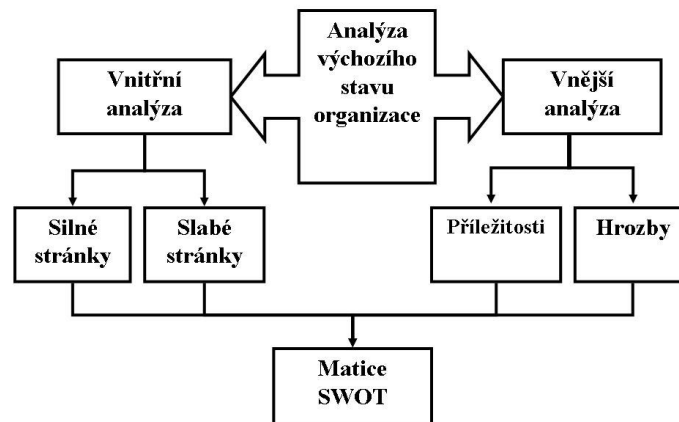 Analýza
výchozího
stavu
organizace
Vnitřní
analýza
Vnější
analýza
Silné
stránky
Slabé
stránky
Příležitosti
Hrozby
Matice
SWOT